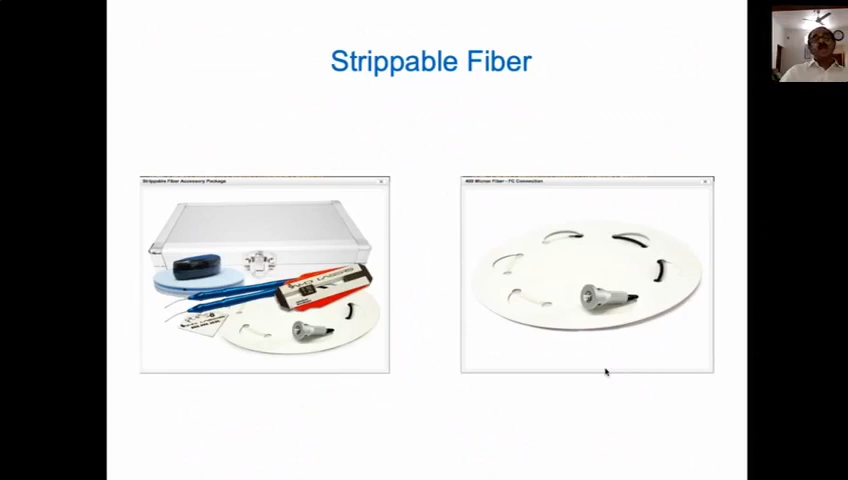 Strippable Fiber
Strippable Fiber Accessory Package
400 Micron Fiber - FC Connection